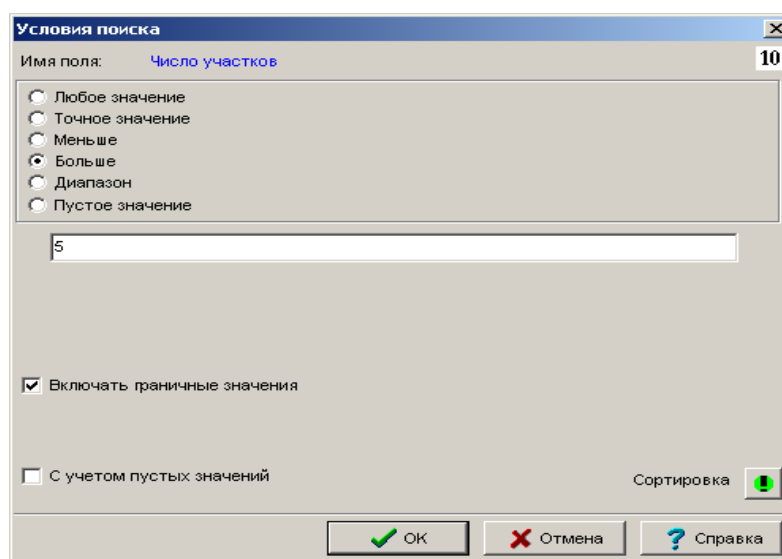 Условия поиска
Имя поля: Число участков 10
Любое значение
Точное значение
Меньше
Больше
Диапазон
Пустое значение
5
Включать граничные значения
С учетом пустых значений
Сортировка
ОК Отмена Справка